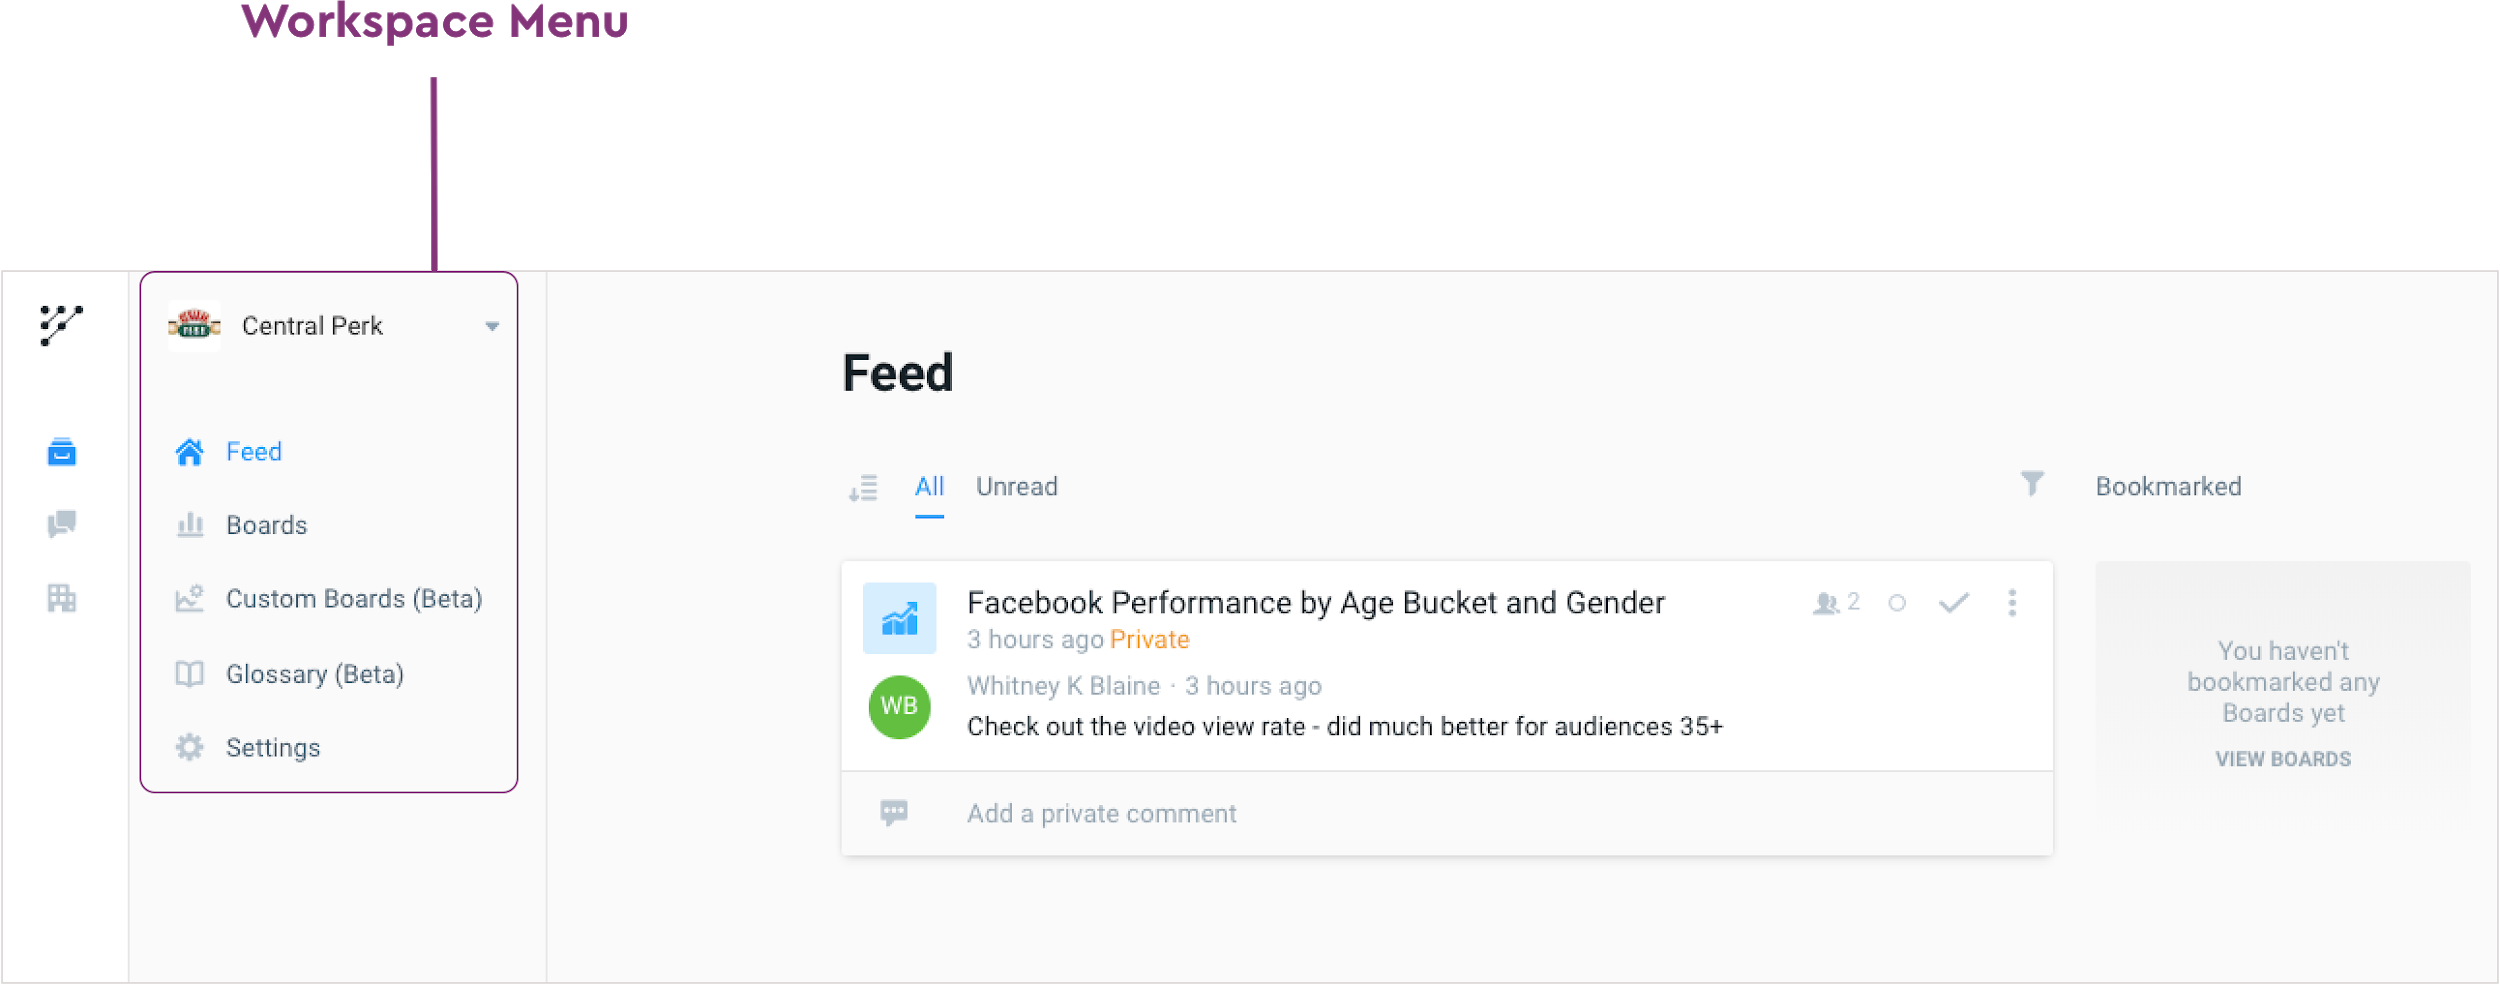 Workspace Menu
Central Perk
Feed
Boards
Custom Boards (Beta)
Glossary (Beta)
Settings
Feed
All
Unread
Bookmarked
Facebook Performance by Age Bucket and Gender
2
3 hours ago Private
WB
Whitney K Blaine · 3 hours ago
Check out the video view rate - did much better for audiences 35+
Add a private comment
You haven't
bookmarked any
Boards yet
VIEW BOARDS